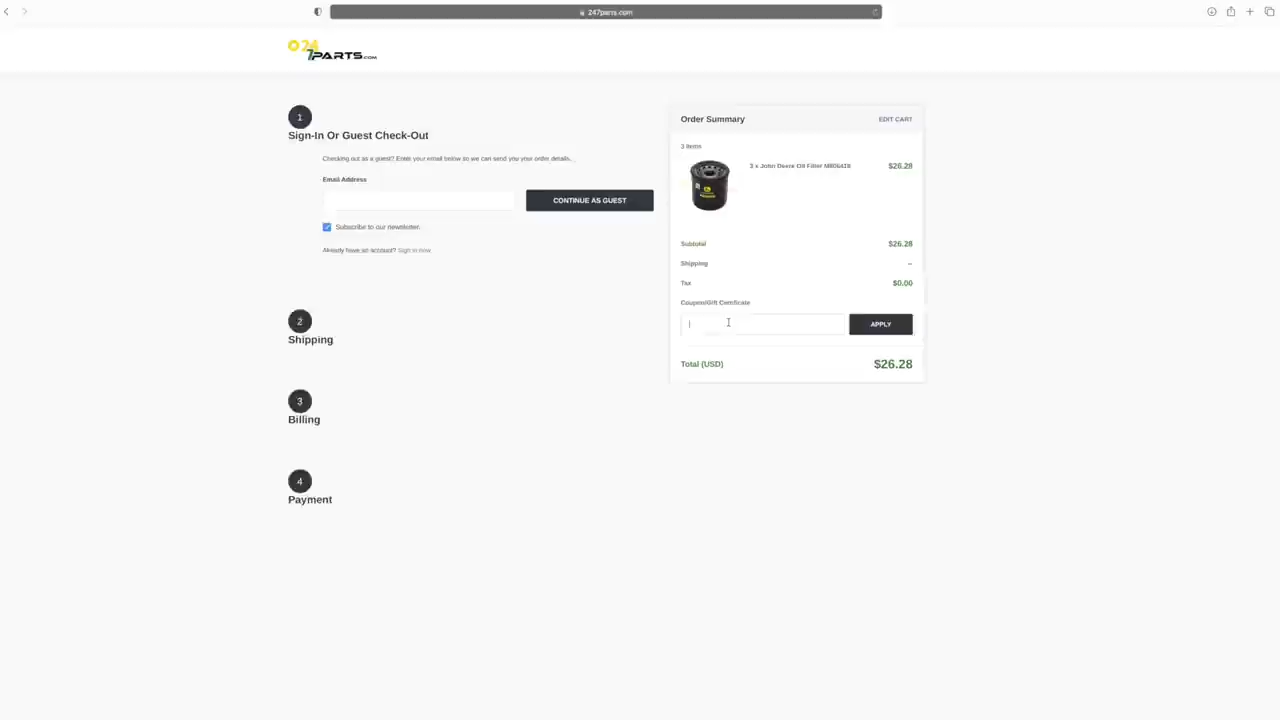 247parts.com
24
7PARTS.COM
1
Sign-In Or Guest Check-Out
Checking out as a guest? Enter your email below so we can send you your order details.
Email Address
CONTINUE AS GUEST
Subscribe to our newsletter.
Already have an account? Sign in now
2
Shipping
3
Billing
4
Payment
Order Summary
EDIT CART
3 Items
3 x John Deere Oil Filter
$26.28
Subtotal
$26.28
Shipping
--
Tax
$0.00
Coupon/Gift Certificate
APPLY
Total (USD)
$26.28